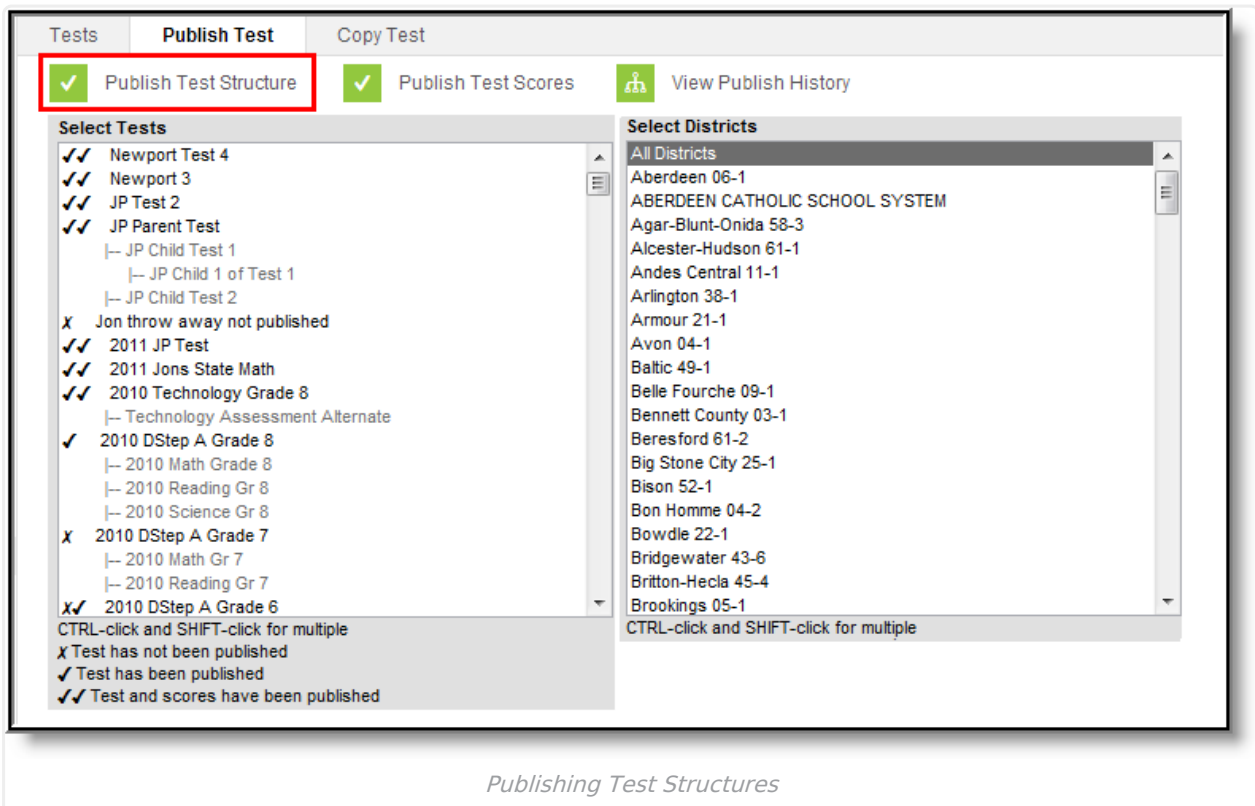 Tests Publish Test Copy Test
Publish Test Structure Publish Test Scores View Publish History
Select Tests
✓✓ Newport Test 4
✓✓ Newport 3
✓✓ JP Test 2
✓✓ JP Parent Test
|-- JP Child Test 1
|-- JP Child 1 of Test 1
|-- JP Child Test 2
✗ Jon throw away not published
✓✓ 2011 JP Test
✓✓ 2011 Jons State Math
✓✓ 2010 Technology Grade 8
|-- Technology Assessment Alternate
✓ 2010 DStep A Grade 8
|-- 2010 Math Grade 8
|-- 2010 Reading Gr 8
|-- 2010 Science Gr 8
✗ 2010 DStep A Grade 7
|-- 2010 Math Gr 7
|-- 2010 Reading Gr 7
✗✓ 2010 DStep A Grade 6
CTRL-click and SHIFT-click for multiple
✗ Test has not been published
✓ Test has been published
✓✓ Test and scores have been published
Select Districts
All Districts
Aberdeen 06-1
ABERDEEN CATHOLIC SCHOOL SYSTEM
Agar-Blunt-Onida 58-3
Alcester-Hudson 61-1
Andes Central 11-1
Arlington 38-1
Armour 21-1
Avon 04-1
Baltic 49-1
Belle Fourche 09-1
Bennett County 03-1
Beresford 61-2
Big Stone City 25-1
Bison 52-1
Bon Homme 04-2
Bowdle 22-1
Bridgewater 43-6
Britton-Hecla 45-4
Brookings 05-1
CTRL-click and SHIFT-click for multiple
Publishing Test Structures